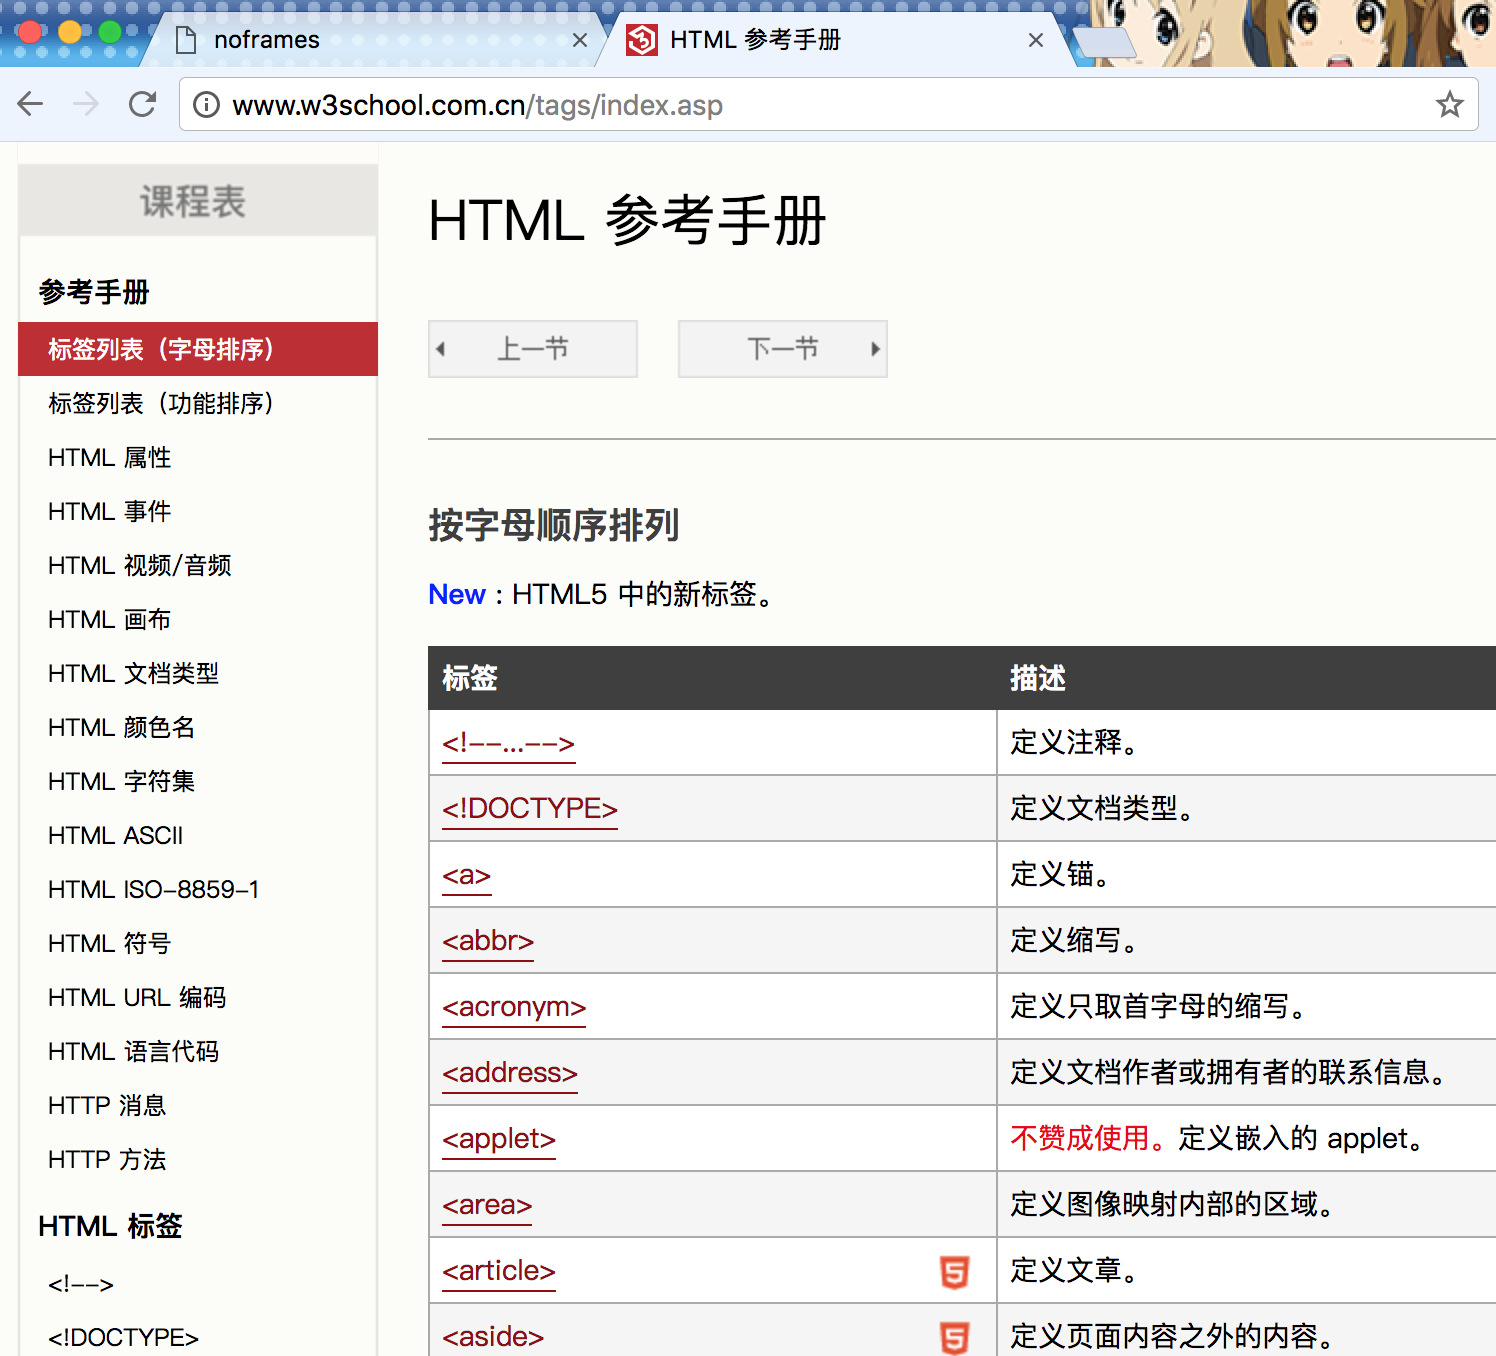 noframes
HTML 参考手册
www.w3school.com.cn/tags/index.asp
课程表
参考手册
标签列表（字母排序）
标签列表（功能排序）
HTML 属性
HTML 事件
HTML 视频/音频
HTML 画布
HTML 文档类型
HTML 颜色名
HTML 字符集
HTML ASCII
HTML ISO-8859-1
HTML 符号
HTML URL 编码
HTML 语言代码
HTTP 消息
HTTP 方法
HTML 标签
<!-->
<!DOCTYPE>
HTML 参考手册
上一节
下一节
按字母顺序排列
New : HTML5 中的新标签。
标签 描述
<!--...--> 定义注释。
<!DOCTYPE> 定义文档类型。
<a> 定义锚。
<abbr> 定义缩写。
<acronym> 定义只取首字母的缩写。
<address> 定义文档作者或拥有者的联系信息。
<applet> 不赞成使用。定义嵌入的 applet。
<area> 定义图像映射内部的区域。
<article> 5 定义文章。
<aside> 5 定义页面内容之外的内容。